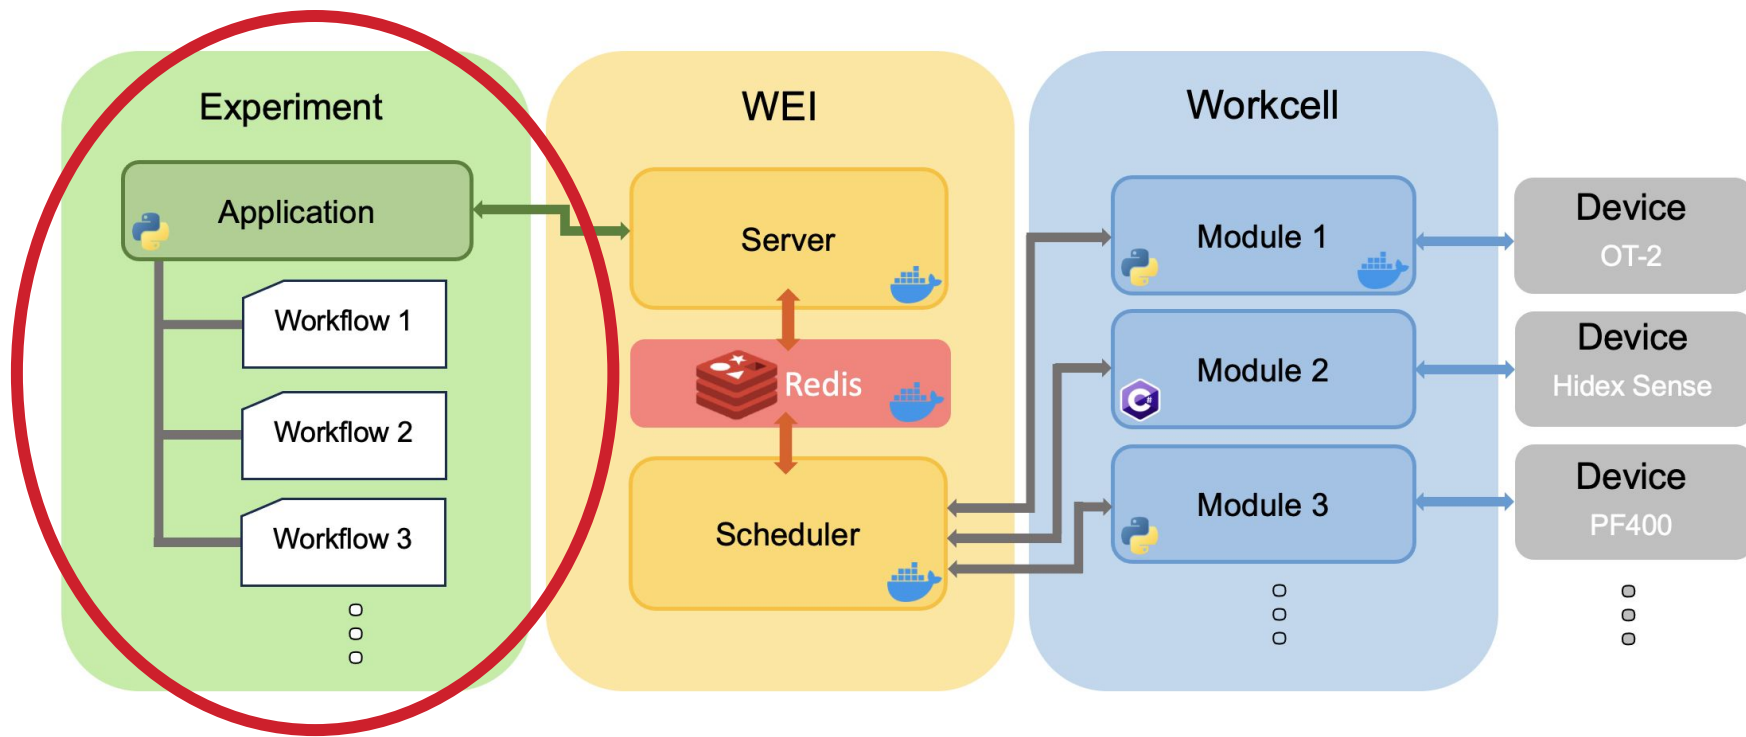 Experiment
Application
Workflow 1
Workflow 2
Workflow 3
WEI
Server
Redis
Scheduler
Workcell
Module 1
C#
Module 2
Module 3
Device
OT-2
Device
Hidex Sense
Device
PF400